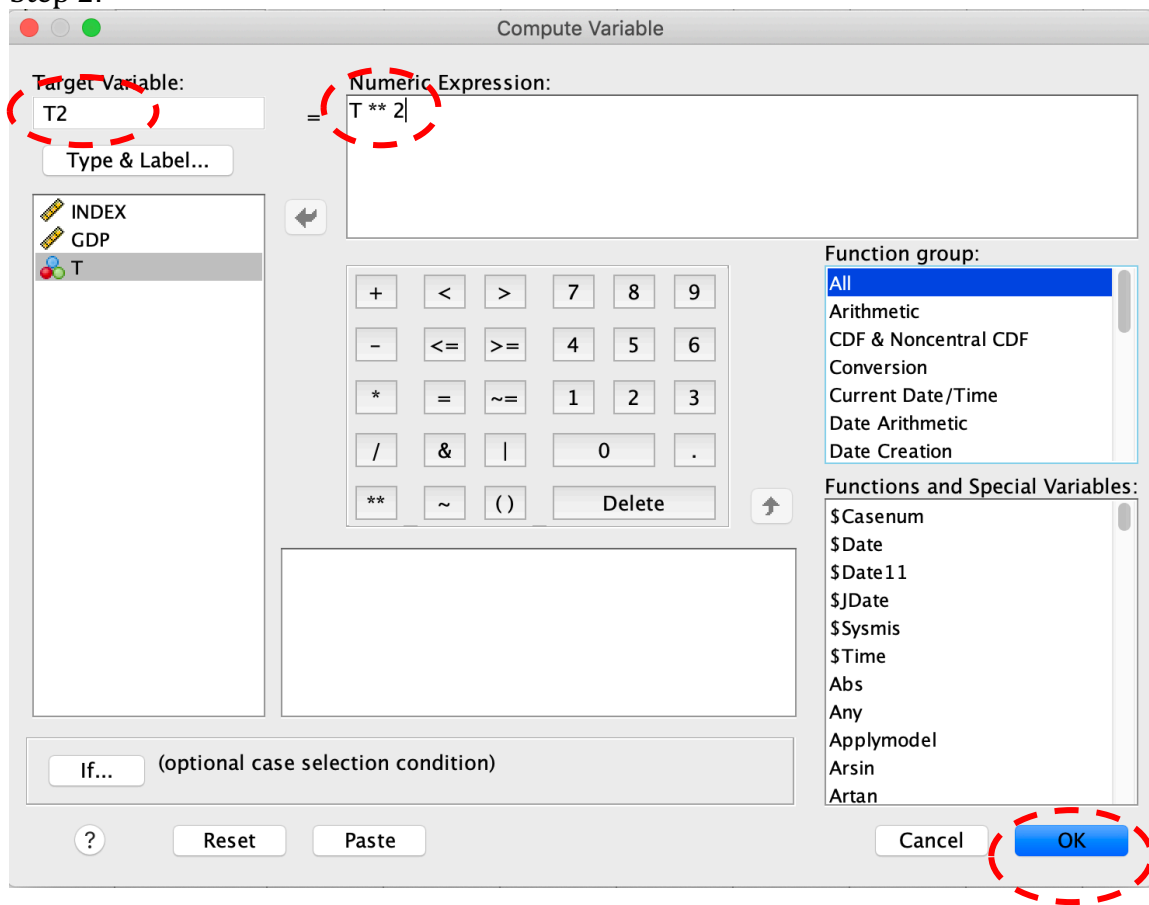 Step 2:
Compute Variable
Target Variable:
T2
Type & Label...
=
Numeric Expression:
T ** 2
INDEX
GDP
T
+ < > 7 8 9
- <= >= 4 5 6
* = ~= 1 2 3
/ & | 0 .
** ~ () Delete
Function group:
All
Arithmetic
CDF & Noncentral CDF
Conversion
Current Date/Time
Date Arithmetic
Date Creation
Functions and Special Variables:
$Casenum
$Date
$Date11
$JDate
$Sysmis
$Time
Abs
Any
Applymodel
Arsin
Artan
If... (optional case selection condition)
? Reset Paste Cancel OK